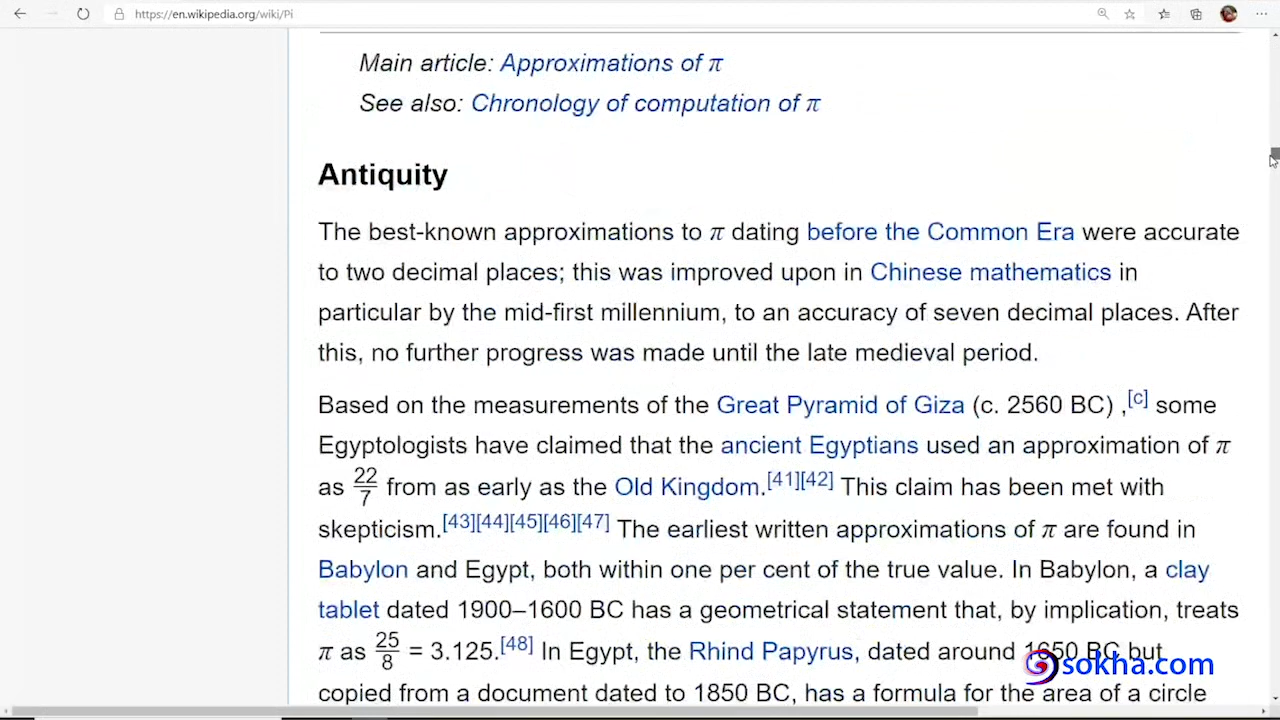 https://en.wikipedia.org/wiki/Pi
Main article: Approximations of π
See also: Chronology of computation of π
Antiquity
The best-known approximations to π dating before the Common Era were accurate
to two decimal places; this was improved upon in Chinese mathematics in
particular by the mid-first millennium, to an accuracy of seven decimal places. After
this, no further progress was made until the late medieval period.
Based on the measurements of the Great Pyramid of Giza (c. 2560 BC) ,[c] some
Egyptologists have claimed that the ancient Egyptians used an approximation of π
as 22/7 from as early as the Old Kingdom.[41][42] This claim has been met with
skepticism.[43][44][45][46][47] The earliest written approximations of π are found in
Babylon and Egypt, both within one per cent of the true value. In Babylon, a clay
tablet dated 1900–1600 BC has a geometrical statement that, by implication, treats
π as 25/8 = 3.125.[48] In Egypt, the Rhind Papyrus, dated around 1650 BC but
sokha.com
copied from a document dated to 1850 BC, has a formula for the area of a circle